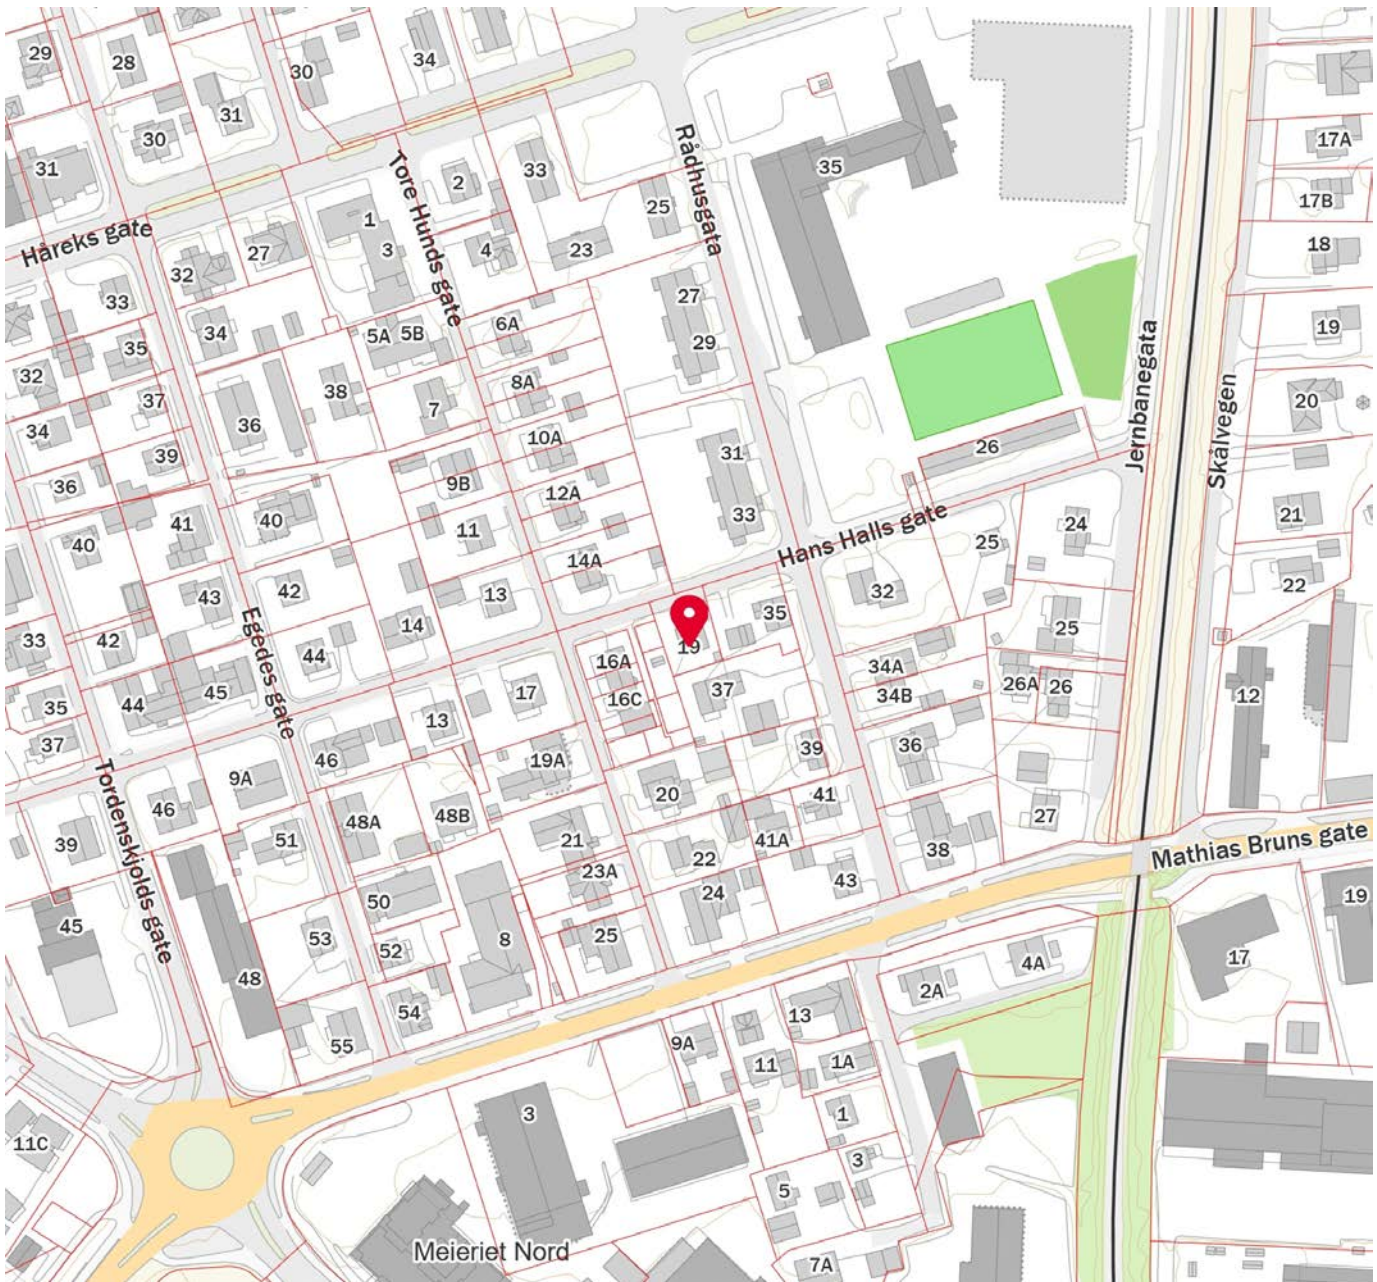 29
28
30
34
31
30
31
Håreks gate
Tore Hunds gate
Rådhusgata
2
33
35
17A
17B
18
1
3
25
27
4
23
32
33
27
29
34
5A
5B
6A
19
35
32
37
38
7
8A
20
34
36
39
10A
31
26
Jernbanegata
Skålvegen
36
9B
12A
33
41
40
11
Hans Halls gate
25
24
21
40
14A
22
43
42
13
32
35
25
Egedes gate
33
42
44
14
16A
19
34A
26A
26
12
44
45
17
16C
37
34B
35
37
13
46
19A
39
36
Tordenskjolds gate
9A
46
20
41
27
39
48A
48B
51
21
41A
38
Mathias Bruns gate
22
43
23A
24
50
19
45
53
52
8
25
4A
17
48
2A
54
55
13
9A
11
1A
3
1
11C
3
5
Meieriet Nord
7A